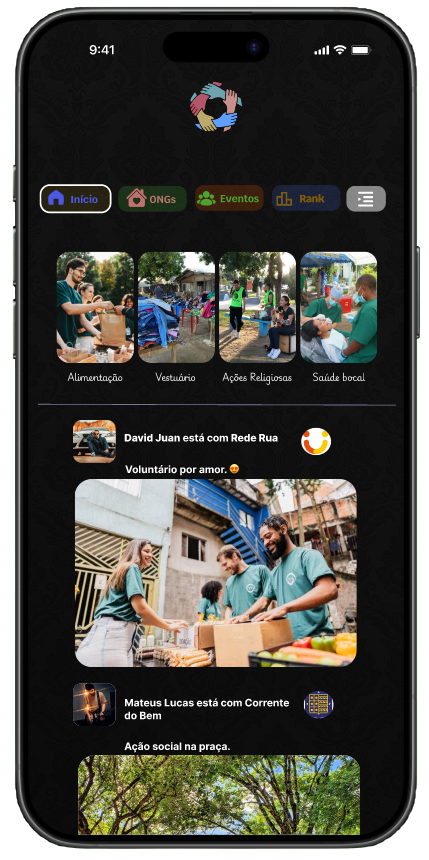 9:41
Início ONGs Eventos Rank
Alimentação Vestuário Ações Religiosas Saúde bocal
David Juan está com Rede Rua
Voluntário por amor. 😍
Mateus Lucas está com Corrente
do Bem
Ação social na praça.